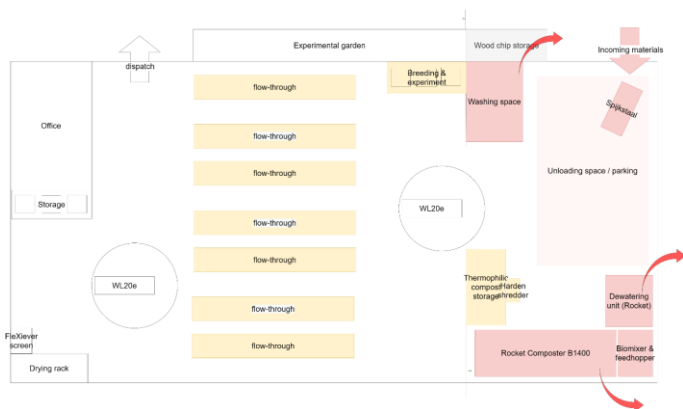 Experimental garden
Wood chip storage
Incoming materials
dispatch
Breeding &
experiment
flow-through
Office
Washing space
Spijkstaal
flow-through
flow-through
Unloading space / parking
Storage
WL20e
flow-through
flow-through
WL20e
Thermophilic
compost
storage
Harden
shredder
Dewatering
unit (Rocket)
flow-through
FleXiever
screen
flow-through
Rocket Composter B1400
Biomixer &
feedhopper
Drying rack